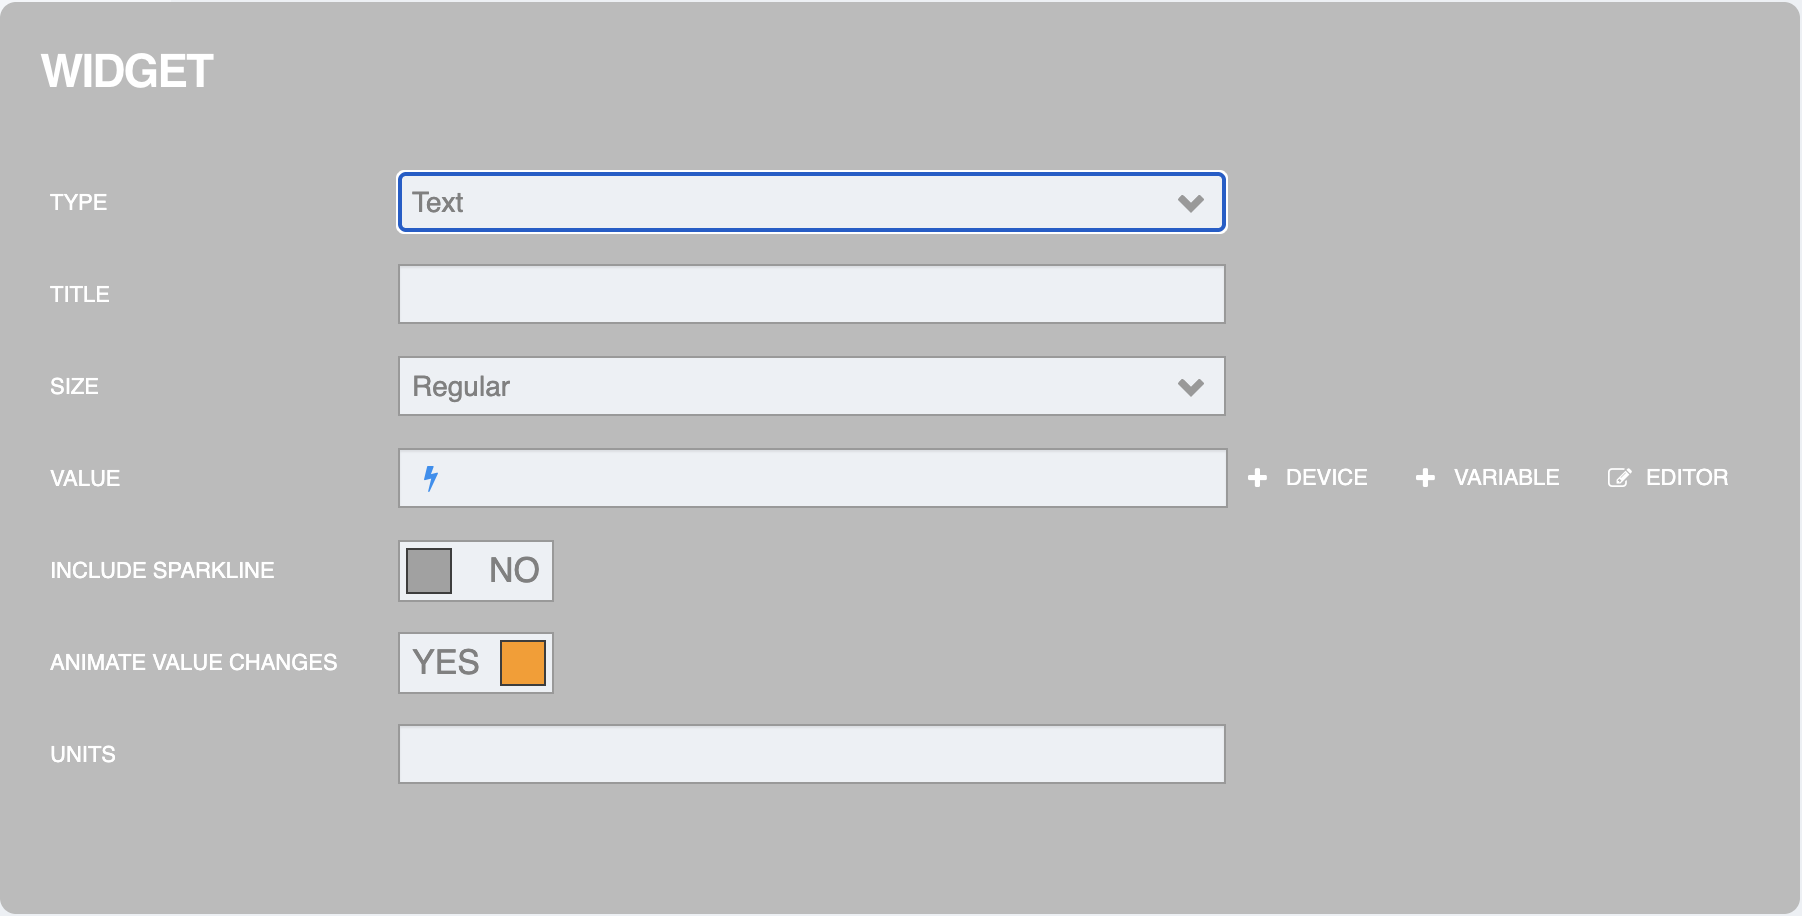 WIDGET
TYPE Text
TITLE
SIZE Regular
VALUE DEVICE VARIABLE EDITOR
INCLUDE SPARKLINE NO
ANIMATE VALUE CHANGES YES
UNITS